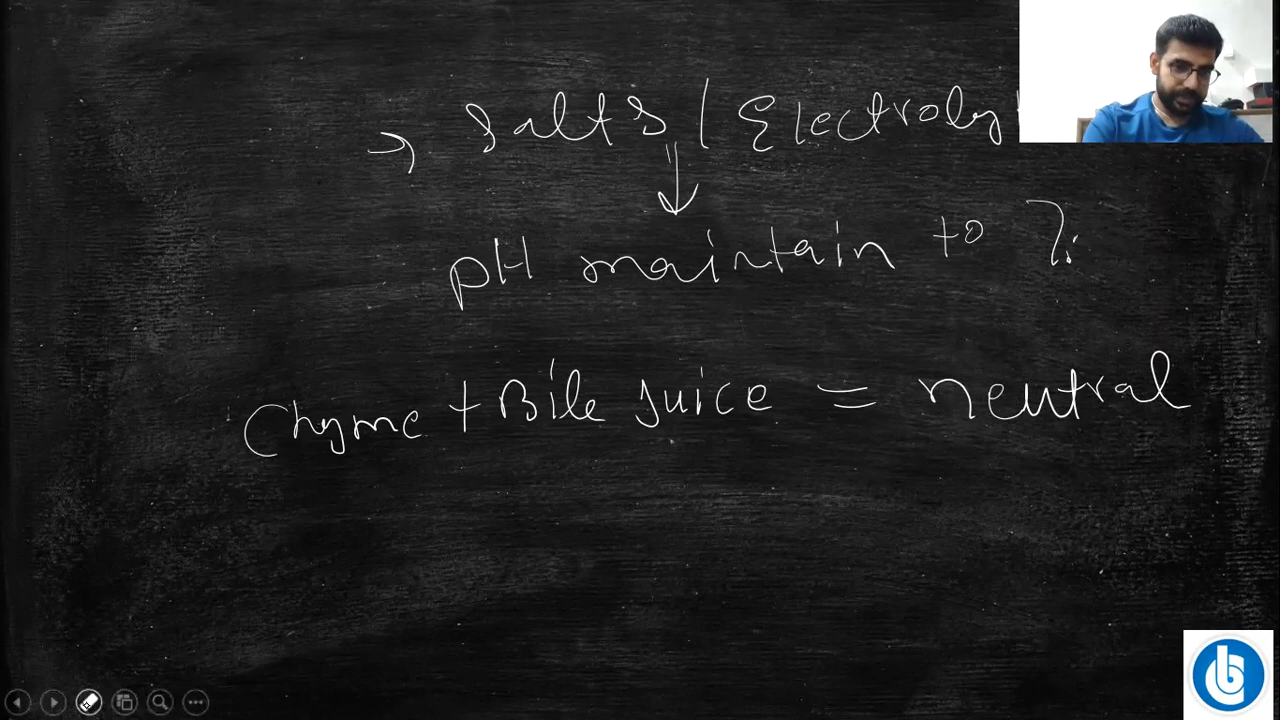 → Salts / Electroly
pH maintain to 7.
Chyme + Bile Juice = neutral